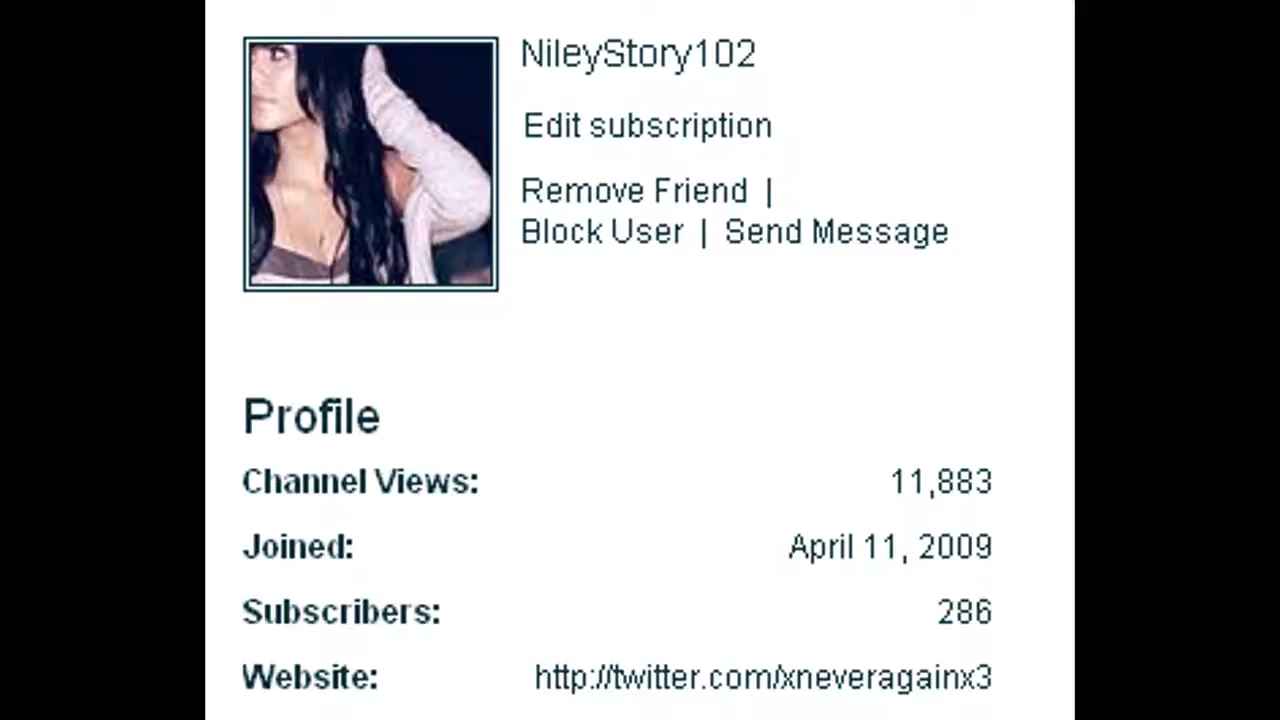 NileyStory102
Edit subscription
Remove Friend |
Block User | Send Message
Profile
Channel Views: 11,883
Joined: April 11, 2009
Subscribers: 286
Website: http://twitter.com/xneveragainx3